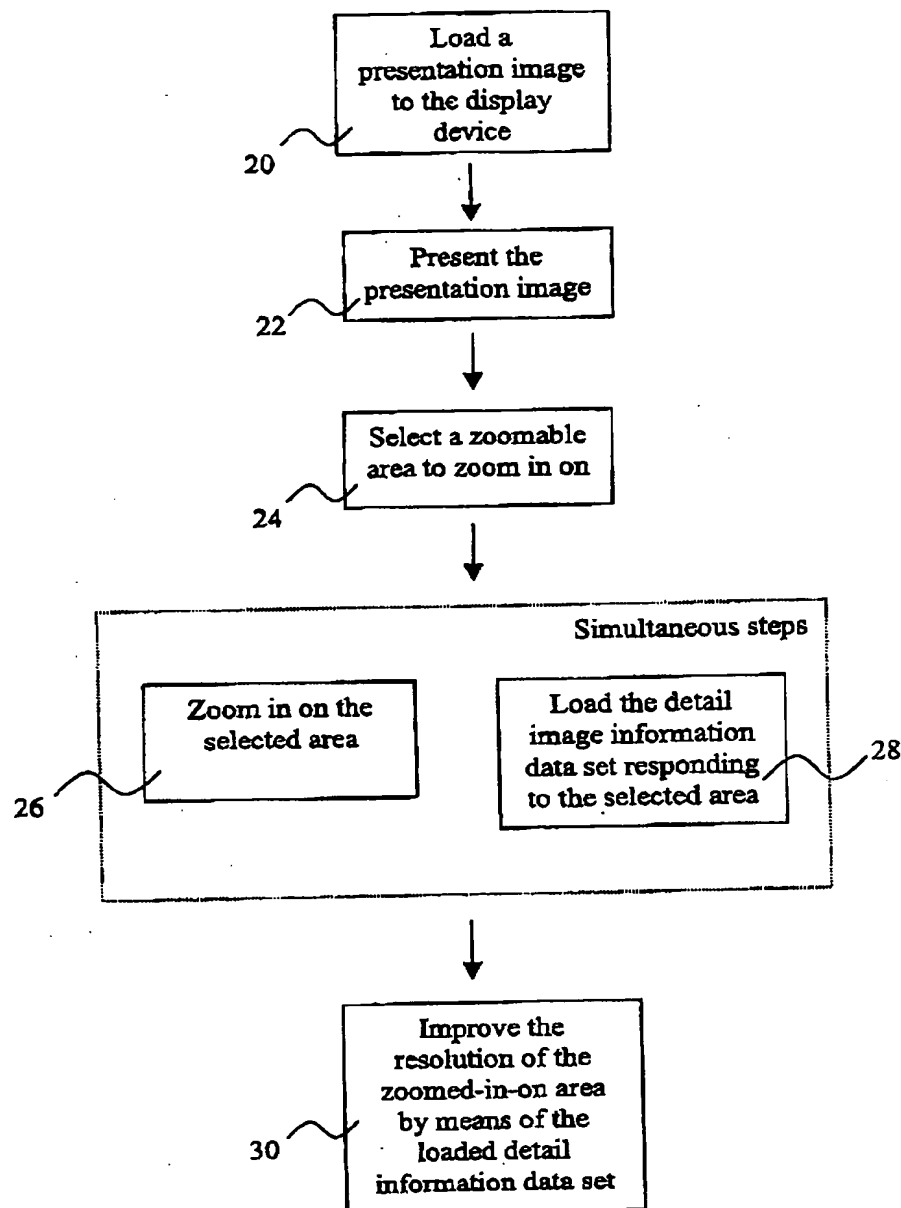 Load a
presentation image
to the display
device
20
Present the
presentation image
22
Select a zoomable
area to zoom in on
24
Simultaneous steps
Zoom in on the
selected area
26
Load the detail
image information
data set responding
to the selected area
28
Improve the
resolution of the
zoomed-in-on area
by means of the
loaded detail
information data set
30